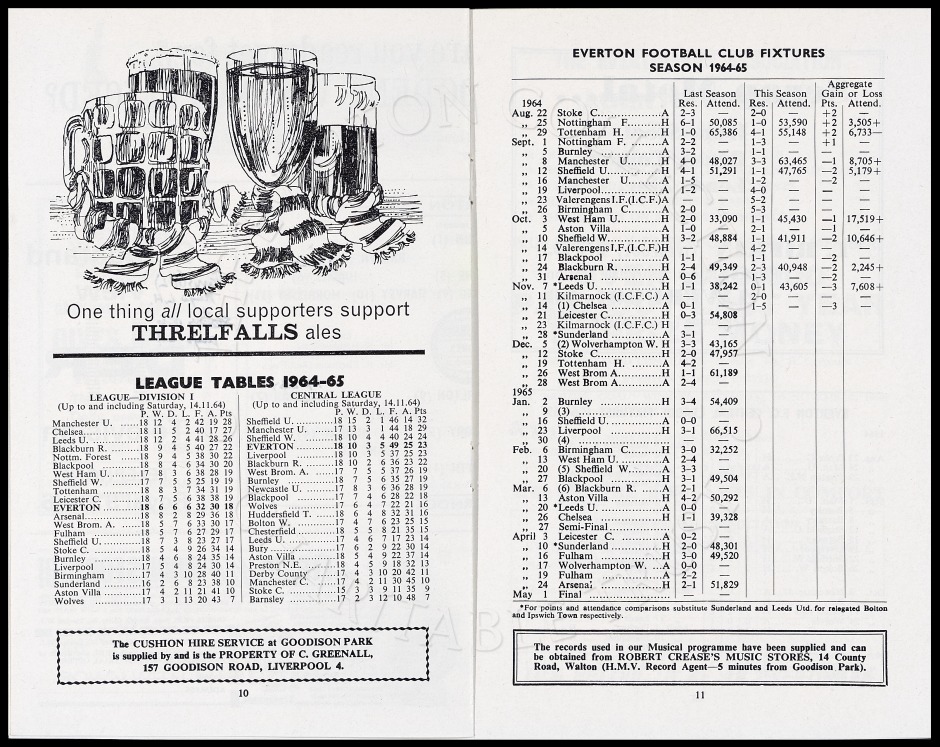 One thing all local supporters support
THRELFALLS ales
LEAGUE TABLES 1964-65
LEAGUE—DIVISION I
(Up to and including Saturday, 14.11.64)
P. W. D. L. F. A. Pts
Manchester U. ......18 12 4 2 42 19 28
Chelsea..................18 11 5 2 40 17 27
Leeds U. ...............18 12 2 4 41 28 26
Blackburn R. .........18 9 4 5 40 27 22
Nottm. Forest ......18 9 4 5 38 30 22
Blackpool ............18 8 4 6 34 30 20
West Ham U. .........17 8 3 6 38 28 19
Sheffield W. .........17 7 5 5 25 19 19
Tottenham ............18 8 3 7 34 31 19
Leicester C. .........18 7 5 6 38 38 19
EVERTON ............18 6 6 6 32 30 18
Arsenal..................18 8 2 8 29 36 18
West Brom. A. ......18 5 7 6 33 30 17
Fulham ...............18 5 7 6 27 29 17
Sheffield U. .........18 7 3 8 23 27 17
Stoke C. ...............18 5 4 9 26 34 14
Burnley ...............18 4 6 8 24 35 14
Liverpool ............17 5 4 8 24 30 14
Birmingham .........17 4 3 10 28 40 11
Sunderland ............16 2 6 8 23 38 10
Aston Villa ............17 4 2 11 21 41 10
Wolves ...............17 3 1 13 20 43 7
CENTRAL LEAGUE
(Up to and including Saturday, 14.11.64)
P. W. D. L. F. A. Pts
Sheffield U. ............18 15 2 1 46 14 32
Manchester U. .........17 13 3 1 44 18 29
Sheffield W. ............18 10 4 4 40 24 24
EVERTON ............18 10 3 5 49 25 23
Liverpool ...............18 10 3 5 37 25 23
Blackburn R. .........18 10 2 6 36 23 22
West Brom. A. .........17 7 5 5 37 26 19
Burnley ...............18 7 5 6 35 27 19
Newcastle U. .........17 8 3 6 36 28 19
Blackpool ...............17 7 4 6 28 22 18
Wolves ...............17 6 4 7 22 21 16
Huddersfield T. ......18 6 4 8 32 31 16
Bolton W. ...............17 4 7 6 23 25 15
Chesterfield ............18 5 5 8 21 35 15
Leeds U. ...............17 4 6 7 17 23 14
Bury .....................17 6 2 9 22 30 14
Aston Villa ............18 5 4 9 22 37 14
Preston N.E. .........18 4 5 9 18 32 13
Derby County .........17 4 3 10 20 42 11
Manchester C. .........17 4 2 11 30 45 10
Stoke C. ...............15 3 3 9 11 35 9
Barnsley ...............17 2 3 12 10 48 7
The CUSHION HIRE SERVICE at GOODISON PARK
is supplied by and is the PROPERTY OF C. GREENALL,
157 GOODISON ROAD, LIVERPOOL 4.
10
EVERTON FOOTBALL CLUB FIXTURES
SEASON 1964-65
Last Season This Season Aggregate Gain or Loss
1964 Res. Attend. Res. Attend. Pts. Attend.
Aug. 22 Stoke C..................A 2–3 — 2–0 — +2 —
„ 25 Nottingham F..........H 6–1 50,085 1–0 53,590 +2 3,505+
„ 29 Tottenham H. .........H 1–0 65,386 4–1 55,148 +2 6,733—
Sept. 1 Nottingham F. .........A 2–2 — 1–3 — +1 —
„ 5 Burnley ...............A 3–2 — 1–1 — — —
„ 8 Manchester U..........H 4–0 48,027 3–3 63,465 —1 8,705+
„ 12 Sheffield U..............H 4–1 51,291 1–1 47,765 —2 5,179+
„ 16 Manchester U..........A 1–5 — 1–2 — —2 —
„ 19 Liverpool...............A 1–2 — 4–0 — — —
„ 23 Valerengens I.F.(I.C.F.)A 5–2 —
„ 26 Birmingham C.........A 2–0 — 5–3 — — —
Oct. 3 West Ham U............H 2–0 33,090 1–1 45,430 —1 17,519+
„ 5 Aston Villa...............A 1–0 — 2–1 — —1 —
„ 10 Sheffield W..............H 3–2 48,884 1–1 41,911 —2 10,646+
„ 14 Valerengens I.F.(I.C.F.)H 4–2 —
„ 17 Blackpool ...............A 1–1 — 1–1 — —2 —
„ 24 Blackburn R. .........H 2–4 49,349 2–3 40,948 —2 2,245+
„ 31 Arsenal ...............A 0–6 — 1–3 — —2 —
Nov. 7 *Leeds U. ...............H 1–1 38,242 0–1 43,605 —3 7,608+
„ 11 Kilmarnock (I.C.F.C.) A 2–0 —
„ 14 (1) Chelsea ............A 0–1 — 1–5 — —3 —
„ 21 Leicester C...............H 0–3 54,808
„ 23 Kilmarnock (I.C.F.C.) H
„ 28 *Sunderland ............A 3–1 —
Dec. 5 (2) Wolverhampton W. H 3–3 43,165
„ 12 Stoke C..................H 2–0 47,957
„ 19 Tottenham H. .........A 4–2 —
„ 26 West Brom A............H 1–1 61,189
„ 28 West Brom A............A 2–4 —
1965
Jan. 2 Burnley ...............H 3–4 54,409
„ 9 (3) ........................ — —
„ 16 Sheffield U. .........A 0–0 —
„ 23 Liverpool ...............H 3–1 66,515
„ 30 (4) ........................ — —
Feb. 6 Birmingham C..........H 3–0 32,252
„ 13 West Ham U............A 2–4 —
„ 20 (5) Sheffield W.........A 3–3 —
„ 27 Blackpool ...............H 3–1 49,504
Mar. 6 (6) Blackburn R. ......A 2–1 —
„ 13 Aston Villa ............H 4–2 50,292
„ 20 *Leeds U. ...............A 0–0 —
„ 26 Chelsea ...............H 1–1 39,328
„ 27 Semi-Final............... — —
April 3 Leicester C. .........A 0–2 —
„ 10 *Sunderland ............H 2–0 48,301
„ 16 Fulham ...............H 3–0 49,520
„ 17 Wolverhampton W. ...A 0–0 —
„ 19 Fulham ...............A 2–2 —
„ 24 Arsenal ...............H 2–1 51,829
May 1 Final ..................... — —
*For points and attendance comparisons substitute Sunderland and Leeds Utd. for relegated Bolton
and Ipswich Town respectively.
The records used in our Musical programme have been supplied and can
be obtained from ROBERT CREASE'S MUSIC STORES, 14 County
Road, Walton (H.M.V. Record Agent—5 minutes from Goodison Park).
11